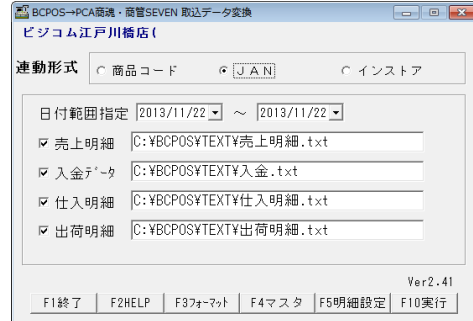 BCPOS→PCA商魂・商管SEVEN 取込データ変換
ビジコム江戸川橋店(
連動形式 商品コード JAN インストア
日付範囲指定 2013/11/22 ～ 2013/11/22
売上明細 C:¥BCPOS¥TEXT¥売上明細.txt
入金ﾃﾞｰﾀ C:¥BCPOS¥TEXT¥入金.txt
仕入明細 C:¥BCPOS¥TEXT¥仕入明細.txt
出荷明細 C:¥BCPOS¥TEXT¥出荷明細.txt
Ver2.41
F1終了 F2HELP F3ﾌｫｰﾏｯﾄ F4マスタ F5明細設定 F10実行